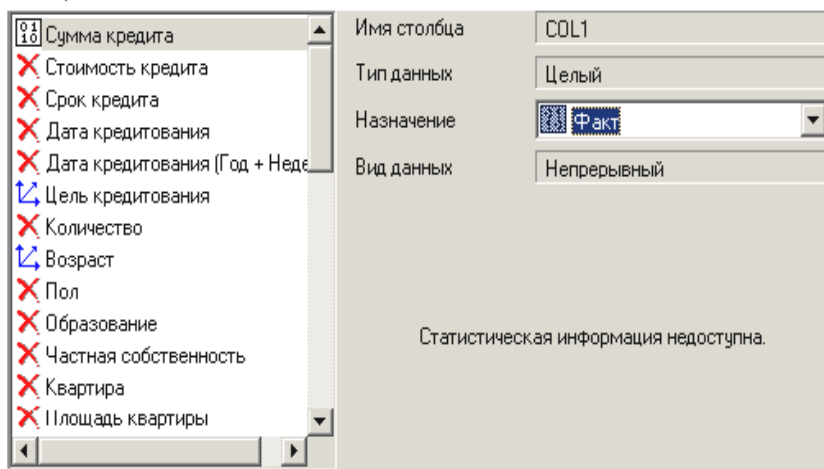 Сумма кредита
Стоимость кредита
Срок кредита
Дата кредитования
Дата кредитования (Год + Неде
Цель кредитования
Количество
Возраст
Пол
Образование
Частная собственность
Квартира
Площадь квартиры
Имя столбца COL1
Тип данных Целый
Назначение Факт
Вид данных Непрерывный
Статистическая информация недоступна.